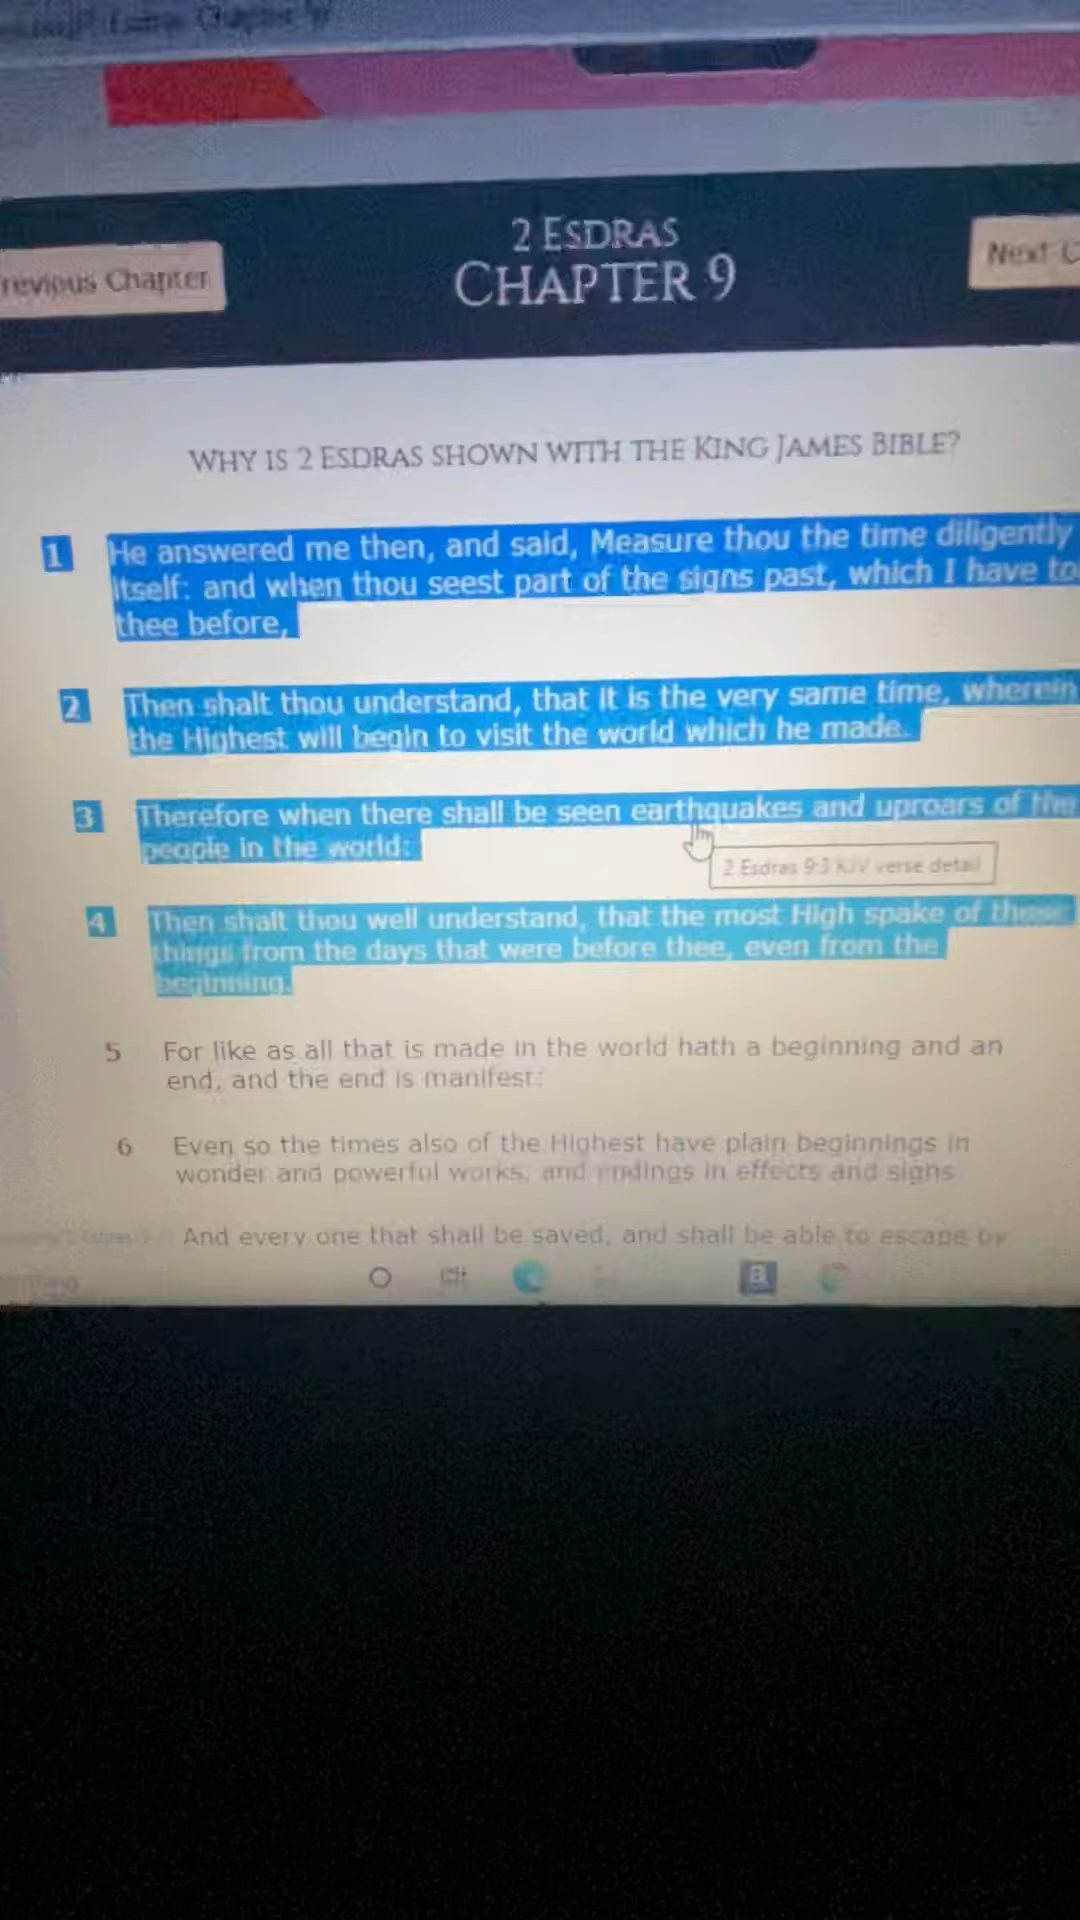 Chapter
2 ESDRAS
CHAPTER 9
revious Chapter
Next C
WHY IS 2 ESDRAS SHOWN WITH THE KING JAMES BIBLE?
1 He answered me then, and said, Measure thou the time diligently
itself: and when thou seest part of the signs past, which I have to
thee before,
2 Then shalt thou understand, that it is the very same time, wherein
the Highest will begin to visit the world which he made.
3 Therefore when there shall be seen earthquakes and uproars of the
people in the world:
2 Esdras 9:3 KJV verse detail
4 Then shalt thou well understand, that the most High spake of those
things from the days that were before thee, even from the
beginning.
5 For like as all that is made in the world hath a beginning and an
end, and the end is manifest:
6 Even so the times also of the Highest have plain beginnings in
wonder and powerful works, and endings in effects and signs
And every one that shall be saved, and shall be able to escape by
a